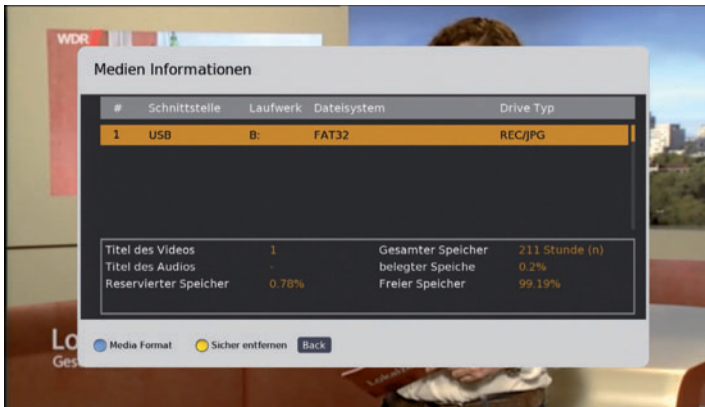 WDR
Medien Informationen
# Schnittstelle Laufwerk Dateisystem Drive Typ
1 USB B: FAT32 REC/JPG
Titel des Videos 1 Gesamter Speicher 211 Stunde (n)
Titel des Audios - belegter Speiche 0.2%
Reservierter Speicher 0.78% Freier Speicher 99.19%
Media Format Sicher entfernen Back
Lo
Ges